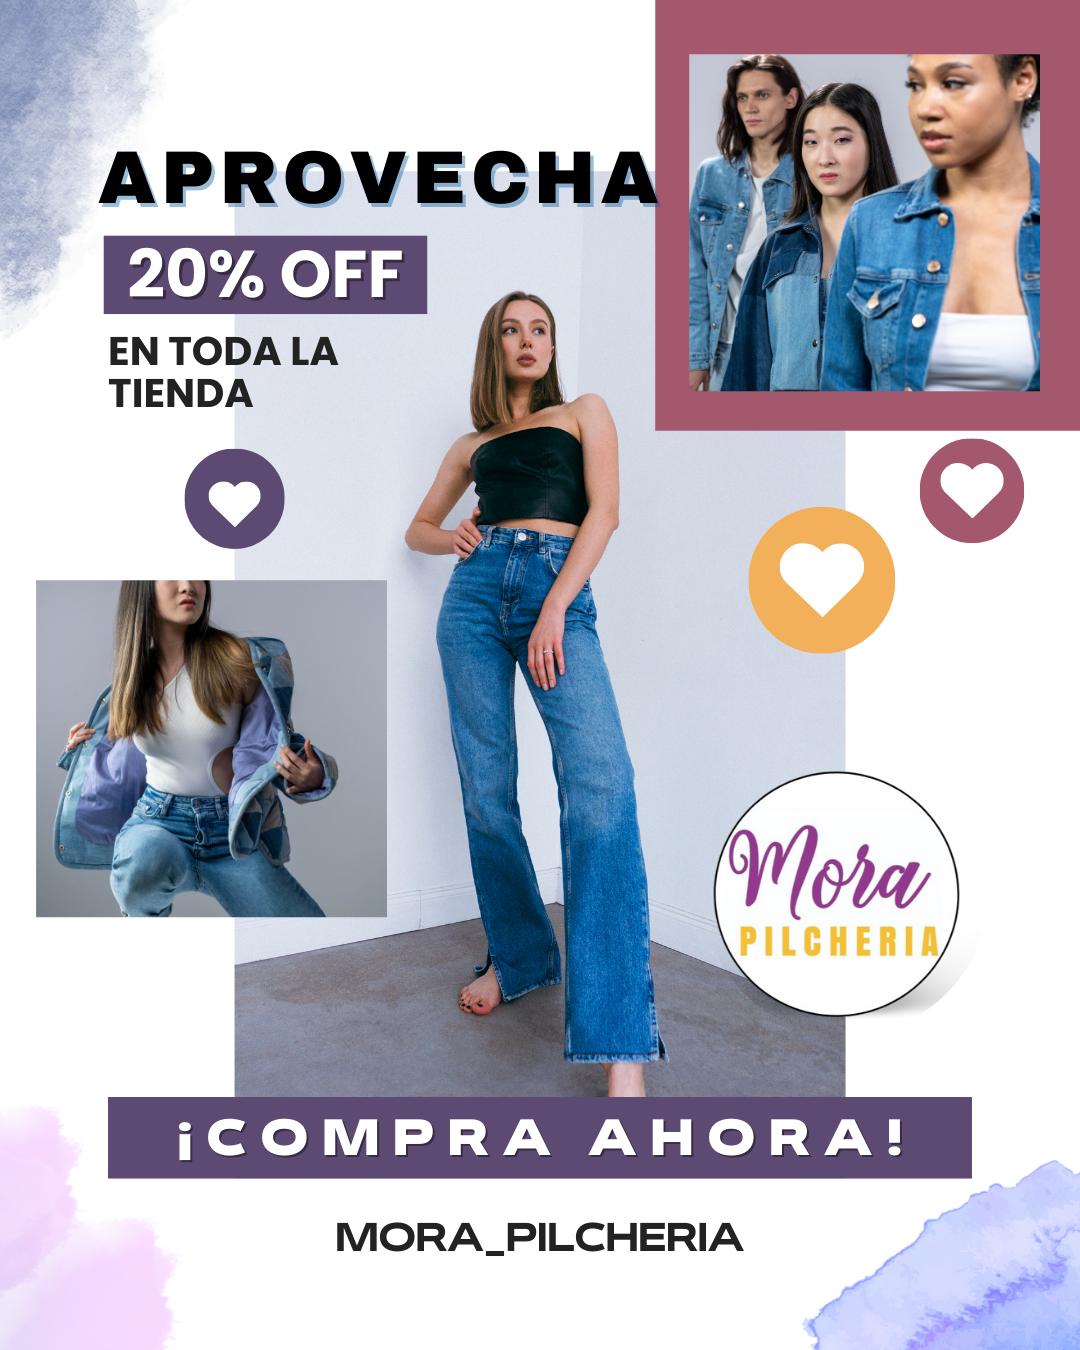 APROVECHA
20% OFF
EN TODA LA
TIENDA
Mora
PILCHERIA
¡COMPRA AHORA!
MORA_PILCHERIA